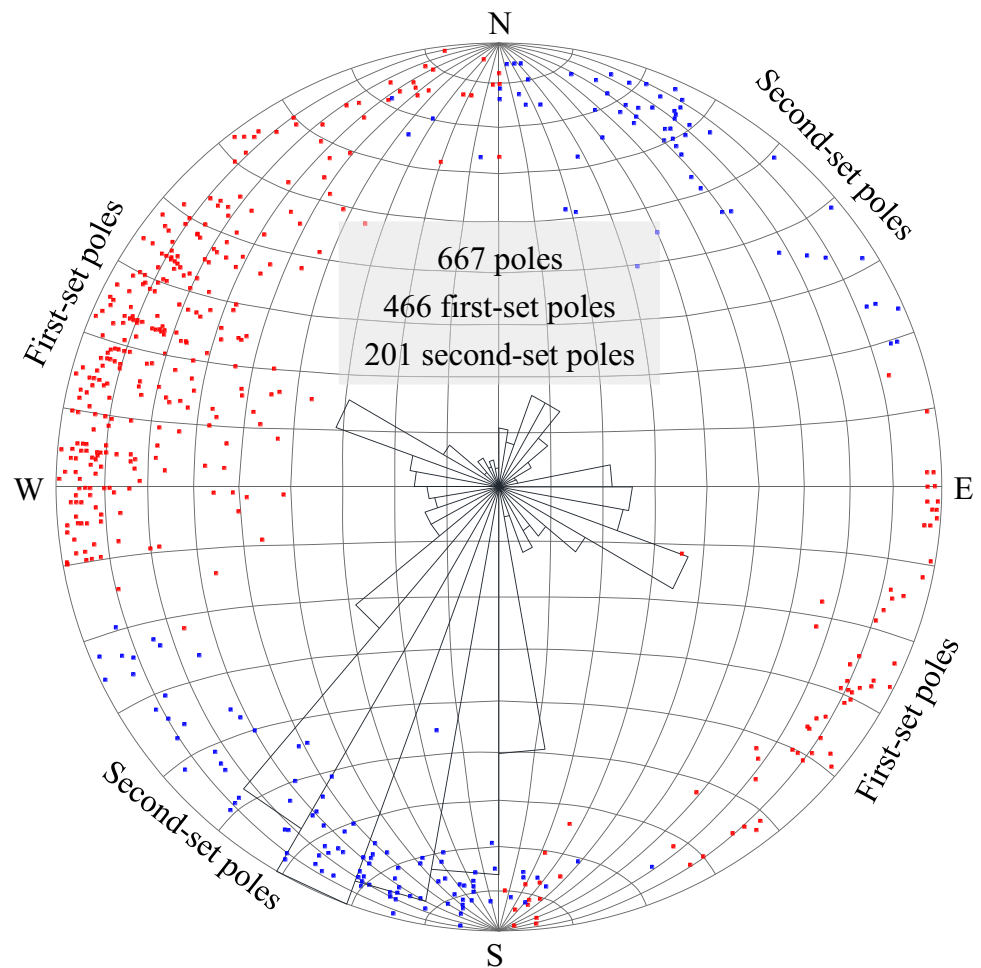 N
Second-set poles
First-set poles
667 poles
466 first-set poles
201 second-set poles
W
E
First-set poles
Second-set poles
S